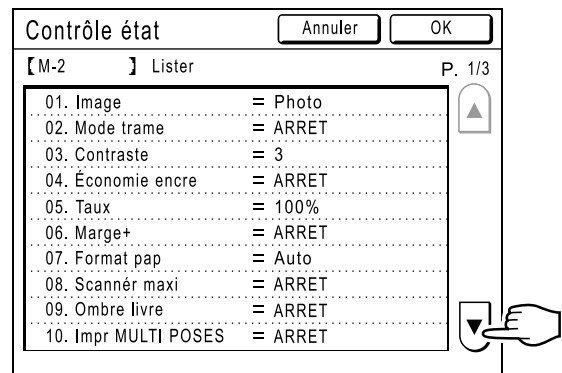 Contrôle état Annuler OK
【M-2 】 Lister P. 1/3
01. Image = Photo
02. Mode trame = ARRET
03. Contraste = 3
04. Économie encre = ARRET
05. Taux = 100%
06. Marge+ = ARRET
07. Format pap = Auto
08. Scannér maxi = ARRET
09. Ombre livre = ARRET
10. Impr MULTI POSES = ARRET